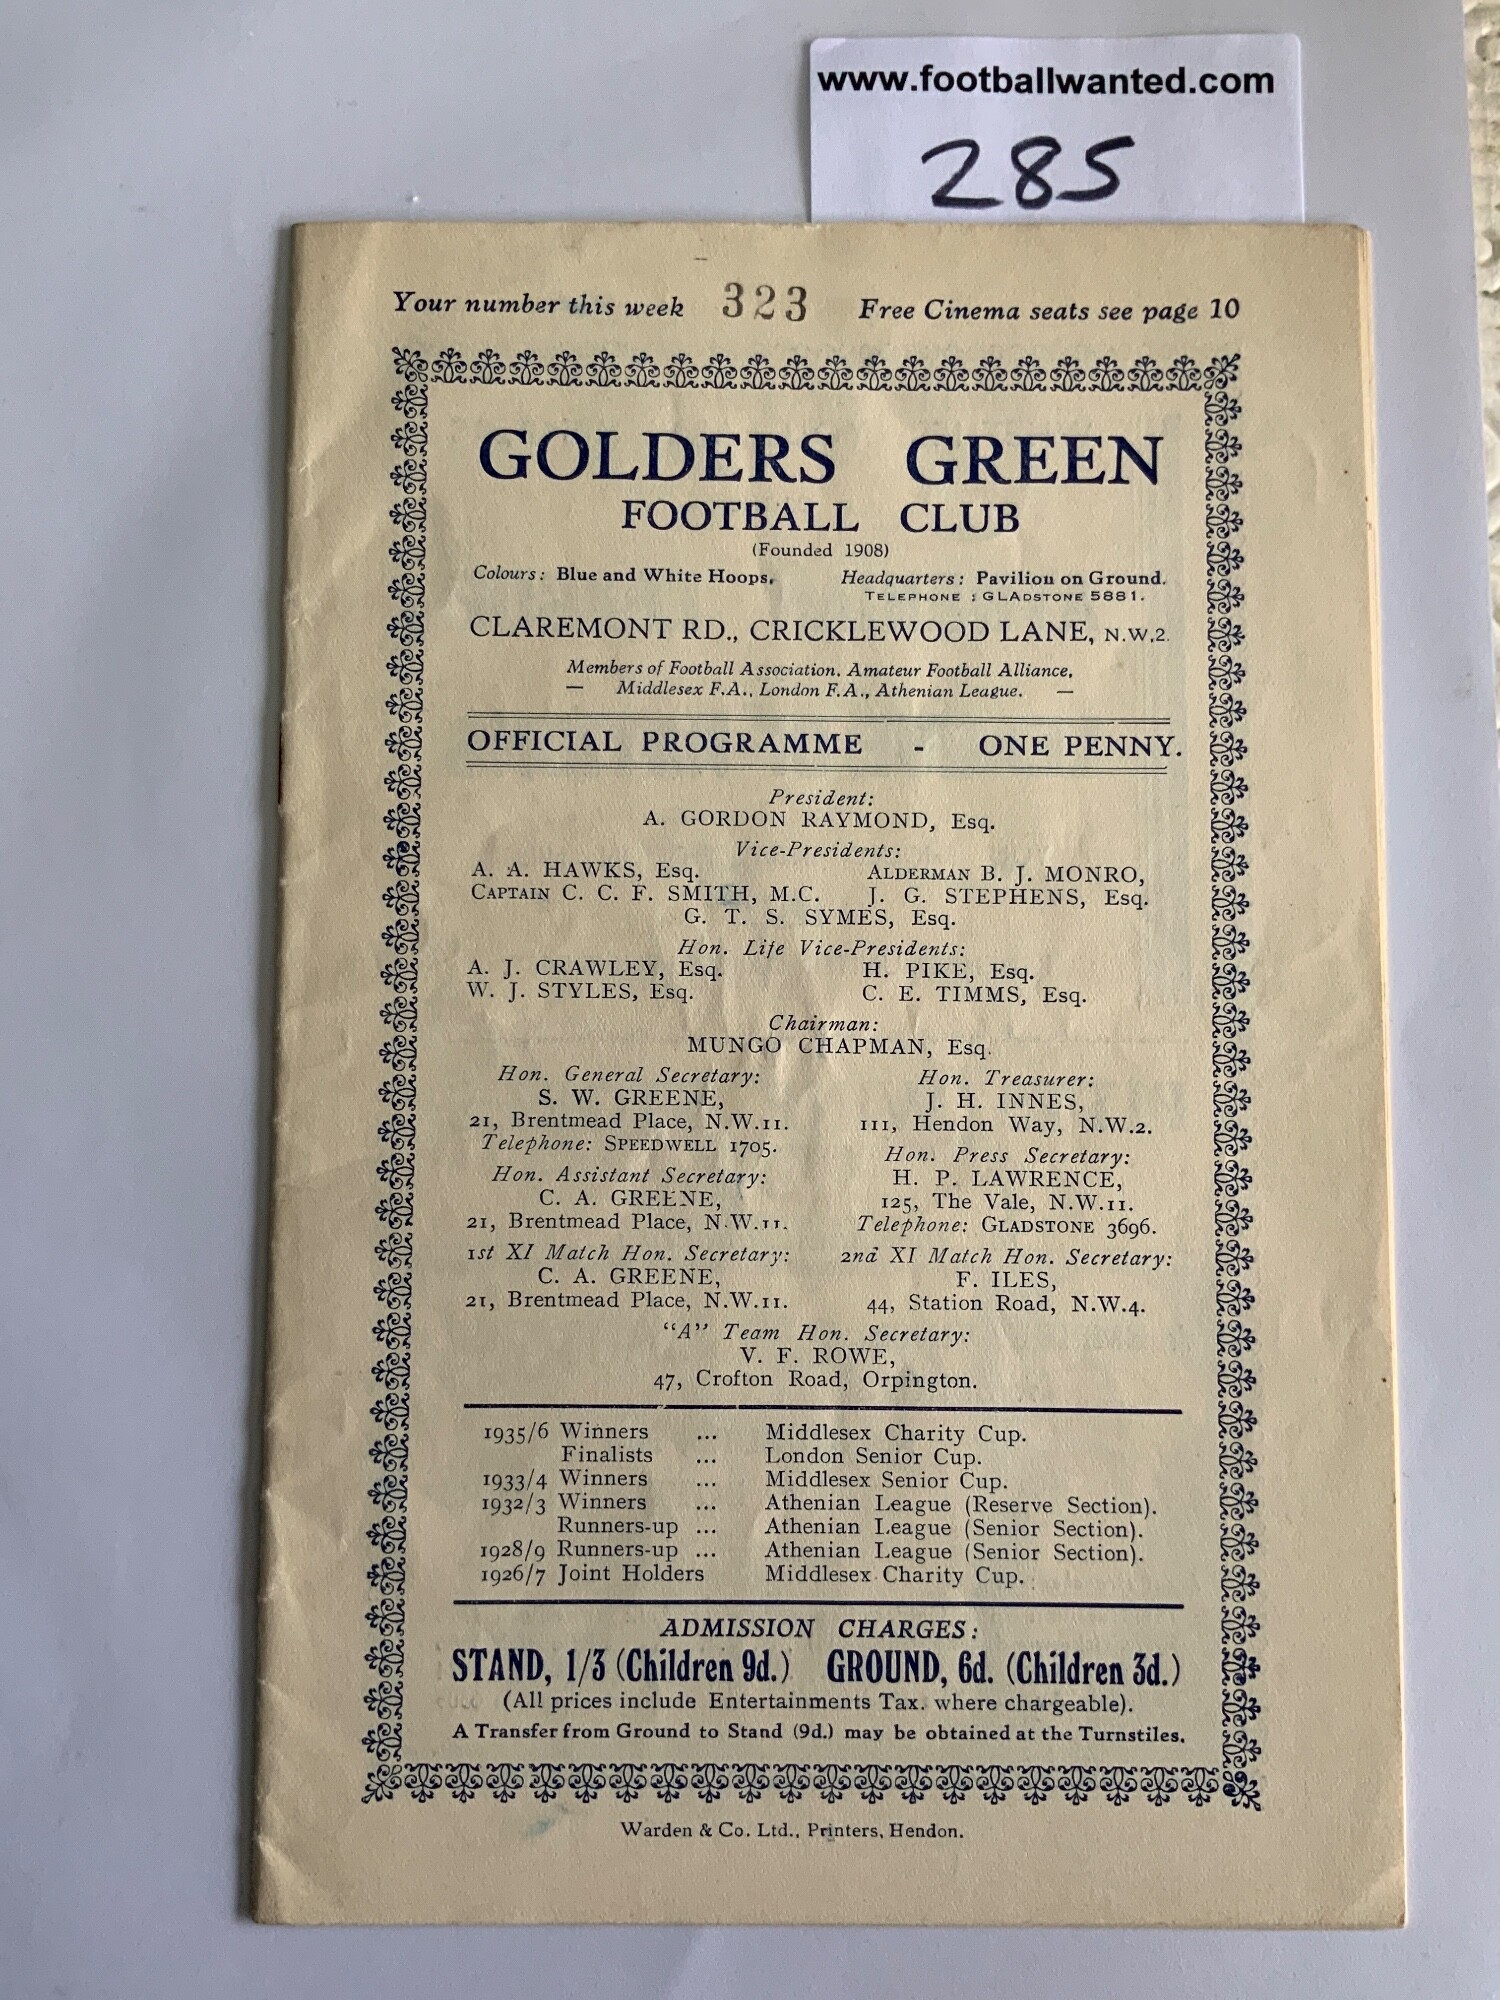 www.footballwanted.com
285
Your number this week 323 Free Cinema seats see page 10
GOLDERS GREEN
FOOTBALL CLUB
(Founded 1908)
Colours: Blue and White Hoops. Headquarters: Pavilion on Ground.
TELEPHONE : GLADSTONE 5881.
CLAREMONT RD., CRICKLEWOOD LANE, N.W.2.
Members of Football Association, Amateur Football Alliance,
— Middlesex F.A., London F.A., Athenian League. —
OFFICIAL PROGRAMME - ONE PENNY.
President:
A. GORDON RAYMOND, Esq.
Vice-Presidents:
A. A. HAWKS, Esq. ALDERMAN B. J. MONRO,
CAPTAIN C. C. F. SMITH, M.C. J. G. STEPHENS, Esq.
G. T. S. SYMES, Esq.
Hon. Life Vice-Presidents:
A. J. CRAWLEY, Esq. H. PIKE, Esq.
W. J. STYLES, Esq. C. E. TIMMS, Esq.
Chairman:
MUNGO CHAPMAN, Esq.
Hon. General Secretary: Hon. Treasurer:
S. W. GREENE, J. H. INNES,
21, Brentmead Place, N.W.11. 111, Hendon Way, N.W.2.
Telephone: SPEEDWELL 1705. Hon. Press Secretary:
Hon. Assistant Secretary: H. P. LAWRENCE,
C. A. GREENE, 125, The Vale, N.W.11.
21, Brentmead Place, N.W.11. Telephone: GLADSTONE 3696.
1st XI Match Hon. Secretary: 2nd XI Match Hon. Secretary:
C. A. GREENE, F. ILES,
21, Brentmead Place, N.W.11. 44, Station Road, N.W.4.
"A" Team Hon. Secretary:
V. F. ROWE,
47, Crofton Road, Orpington.
1935/6 Winners ... Middlesex Charity Cup.
Finalists ... London Senior Cup.
1933/4 Winners ... Middlesex Senior Cup.
1932/3 Winners ... Athenian League (Reserve Section).
Runners-up ... Athenian League (Senior Section).
1928/9 Runners-up ... Athenian League (Senior Section).
1926/7 Joint Holders Middlesex Charity Cup.
ADMISSION CHARGES:
STAND, 1/3 (Children 9d.) GROUND, 6d. (Children 3d.)
(All prices include Entertainments Tax. where chargeable).
A Transfer from Ground to Stand (9d.) may be obtained at the Turnstiles.
Warden & Co. Ltd., Printers, Hendon.